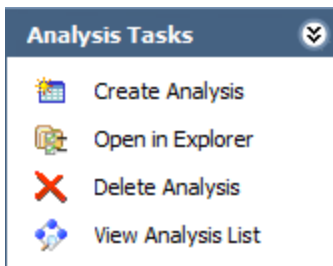 Analysis Tasks
Create Analysis
Open in Explorer
Delete Analysis
View Analysis List